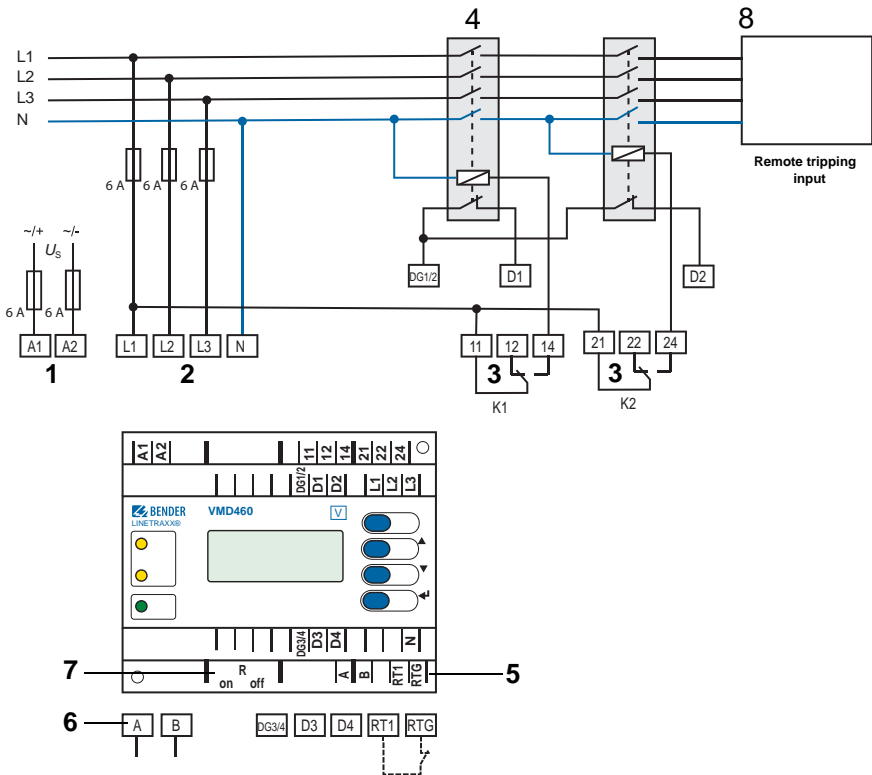 4
8
L1
L2
L3
N
6 A
6 A
6 A
Remote tripping
input
~/+
~/-
US
6 A
6 A
DG1/2
D1
D2
A1
A2
L1
L2
L3
N
11
12
14
21
22
24
1
2
3
3
K1
K2
A1
A2
11
12
14
21
22
24
DG1/2
D1
D2
L1
L2
L3
BENDER
LINETRAXX®
VMD460
V
DG3/4
D3
D4
N
7
R
on
off
A
B
RT1
RTG
5
6
A
B
DG3/4
D3
D4
RT1
RTG